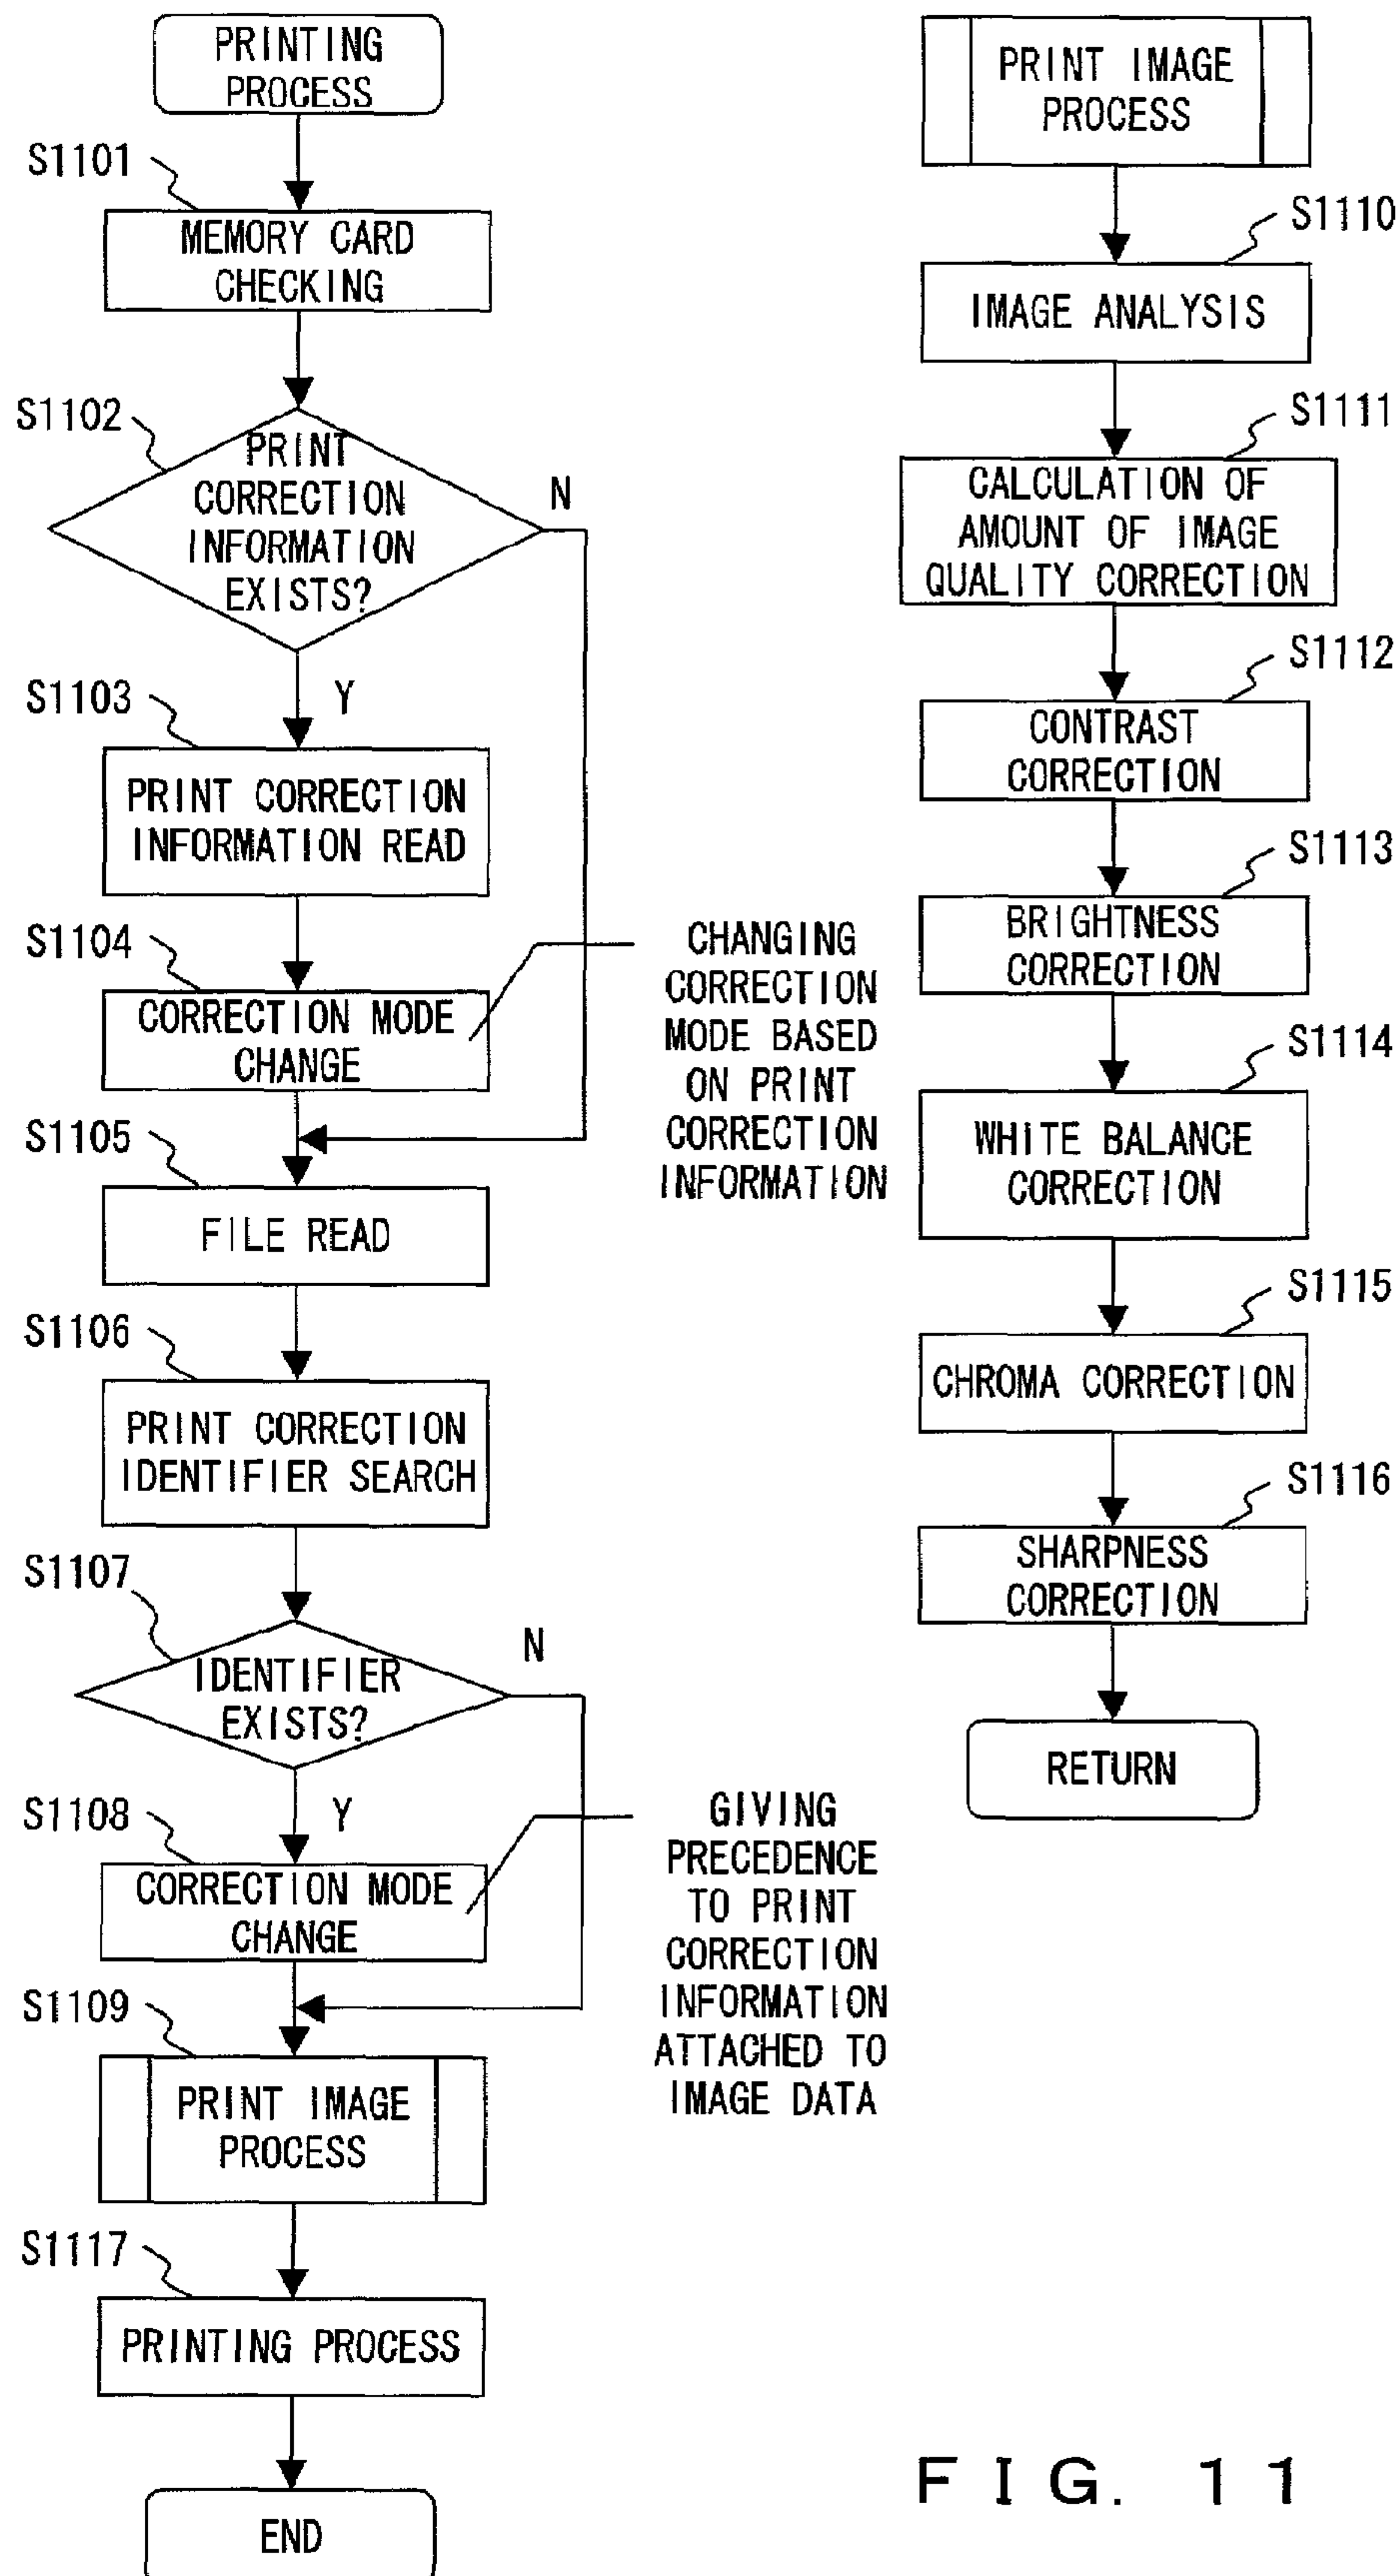 PRINTING
PROCESS
S1101
MEMORY CARD
CHECKING
S1102
PRINT
CORRECTION
INFORMATION
EXISTS?
N
Y
S1103
PRINT CORRECTION
INFORMATION READ
S1104
CORRECTION MODE
CHANGE
CHANGING
CORRECTION
MODE BASED
ON PRINT
CORRECTION
INFORMATION
S1105
FILE READ
S1106
PRINT CORRECTION
IDENTIFIER SEARCH
S1107
IDENTIFIER
EXISTS?
N
Y
S1108
CORRECTION MODE
CHANGE
GIVING
PRECEDENCE
TO PRINT
CORRECTION
INFORMATION
ATTACHED TO
IMAGE DATA
S1109
PRINT IMAGE
PROCESS
S1117
PRINTING PROCESS
END
PRINT IMAGE
PROCESS
S1110
IMAGE ANALYSIS
S1111
CALCULATION OF
AMOUNT OF IMAGE
QUALITY CORRECTION
S1112
CONTRAST
CORRECTION
S1113
BRIGHTNESS
CORRECTION
S1114
WHITE BALANCE
CORRECTION
S1115
CHROMA CORRECTION
S1116
SHARPNESS
CORRECTION
RETURN
FIG. 11